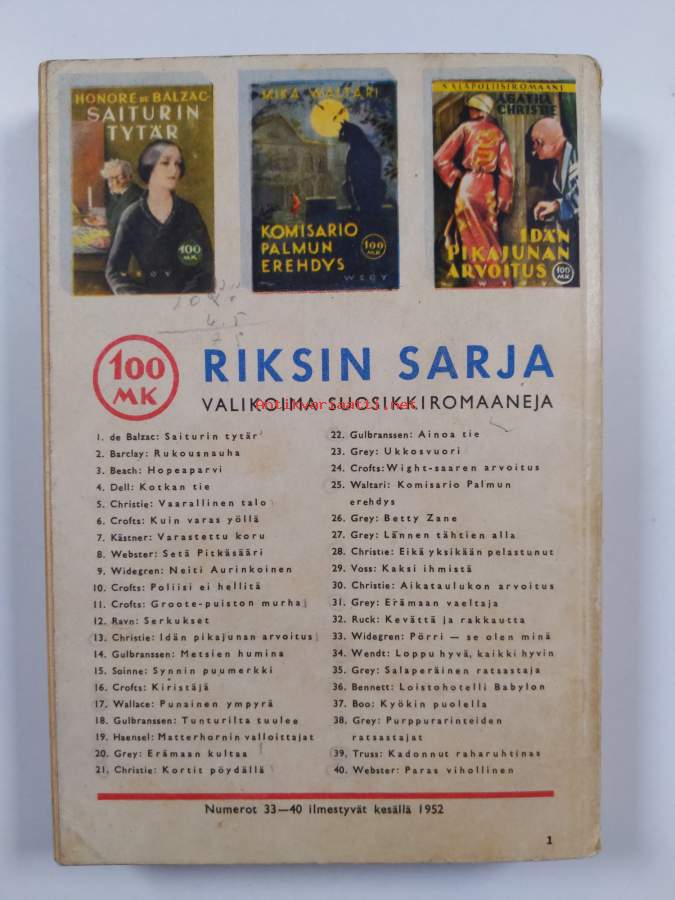 HONORE DE BALZAC
SAITURIN
TYTÄR
100
MK
WSOY
MIKA WALTARI
KOMISARIO
PALMUN
EREHDYS
100
MK
WSOY
SALAPOLIISIROMAANI
AGATHA
CHRISTIE
IDÄN
PIKAJUNAN
ARVOITUS
100
MK
WSOY
100
MK
RIKSIN SARJA
VALIKOIMA SUOSIKKIROMAANEJA
Antikvariaatti.net
1. de Balzac: Saiturin tytär
2. Barclay: Rukousnauha
3. Beach: Hopeaparvi
4. Dell: Kotkan tie
5. Christie: Vaarallinen talo
6. Crofts: Kuin varas yöllä
7. Kästner: Varastettu koru
8. Webster: Setä Pitkäsääri
9. Widegren: Neiti Aurinkoinen
10. Crofts: Poliisi ei hellitä
11. Crofts: Groote-puiston murha
12. Ravn: Serkukset
13. Christie: Idän pikajunan arvoitus
14. Gulbranssen: Metsien humina
15. Soinne: Synnin puumerkki
16. Crofts: Kiristäjä
17. Wallace: Punainen ympyrä
18. Gulbranssen: Tunturilta tuulee
19. Haensel: Matterhornin valloittajat
20. Grey: Erämaan kultaa
21. Christie: Kortit pöydällä
22. Gulbranssen: Ainoa tie
23. Grey: Ukkosvuori
24. Crofts: Wight-saaren arvoitus
25. Waltari: Komisario Palmun
erehdys
26. Grey: Betty Zane
27. Grey: Lännen tähtien alla
28. Christie: Eikä yksikään pelastunut
29. Voss: Kaksi ihmistä
30. Christie: Aikataulukon arvoitus
31. Grey: Erämaan vaeltaja
32. Ruck: Kevättä ja rakkautta
33. Widegren: Pörri — se olen minä
34. Wendt: Loppu hyvä, kaikki hyvin
35. Grey: Salaperäinen ratsastaja
36. Bennett: Loistohotelli Babylon
37. Boo: Kyökin puolella
38. Grey: Purppurarinteiden
ratsastajat
39. Truss: Kadonnut raharuhtinas
40. Webster: Paras vihollinen
Numerot 33—40 ilmestyvät kesällä 1952
1